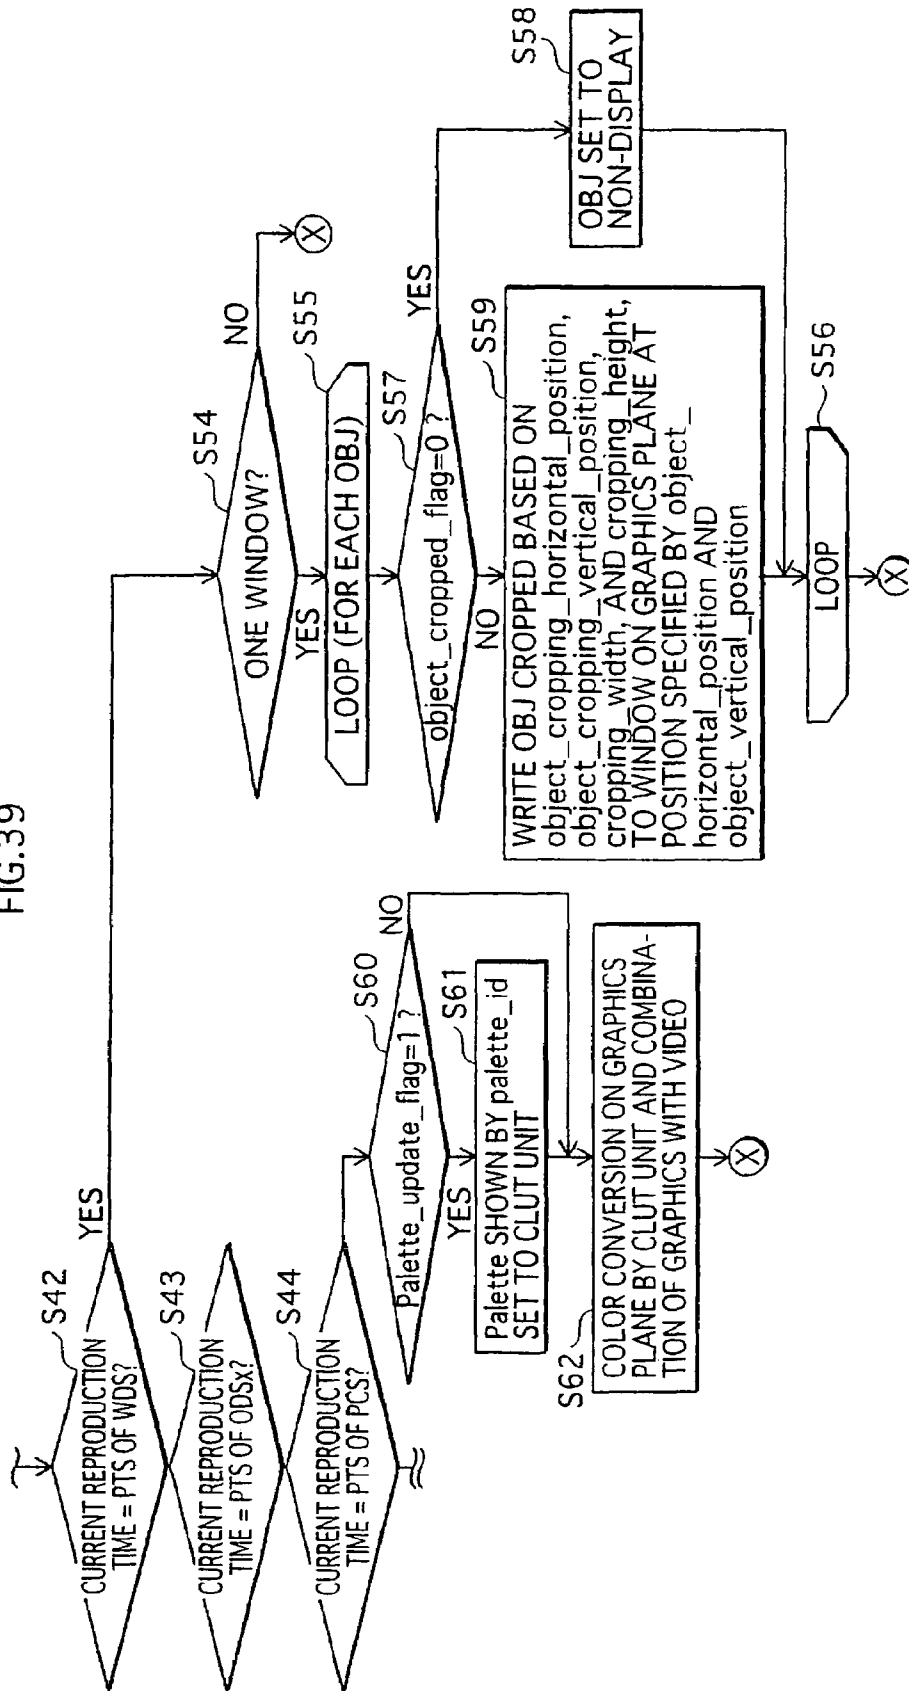 FIG.39
S42
CURRENT REPRODUCTION
TIME = PTS OF WDS?
YES
S43
CURRENT REPRODUCTION
TIME = PTS OF ODSx?
S44
CURRENT REPRODUCTION
TIME = PTS OF PCS?
S60
Palette_update_flag=1 ?
NO
YES
S61
Palette SHOWN BY palette_id
SET TO CLUT UNIT
S62
COLOR CONVERSION ON GRAPHICS
PLANE BY CLUT UNIT AND COMBINA-
TION OF GRAPHICS WITH VIDEO
X
S54
ONE WINDOW?
NO
X
YES
S55
LOOP (FOR EACH OBJ)
S57
object_cropped_flag=0 ?
YES
NO
S58
OBJ SET TO
NON-DISPLAY
S59
WRITE OBJ CROPPED BASED ON
object_cropping_horizontal_position,
object_cropping_vertical_position,
cropping_width, AND cropping_height,
TO WINDOW ON GRAPHICS PLANE AT
POSITION SPECIFIED BY object_
horizontal_position AND
object_vertical_position
S56
LOOP
X